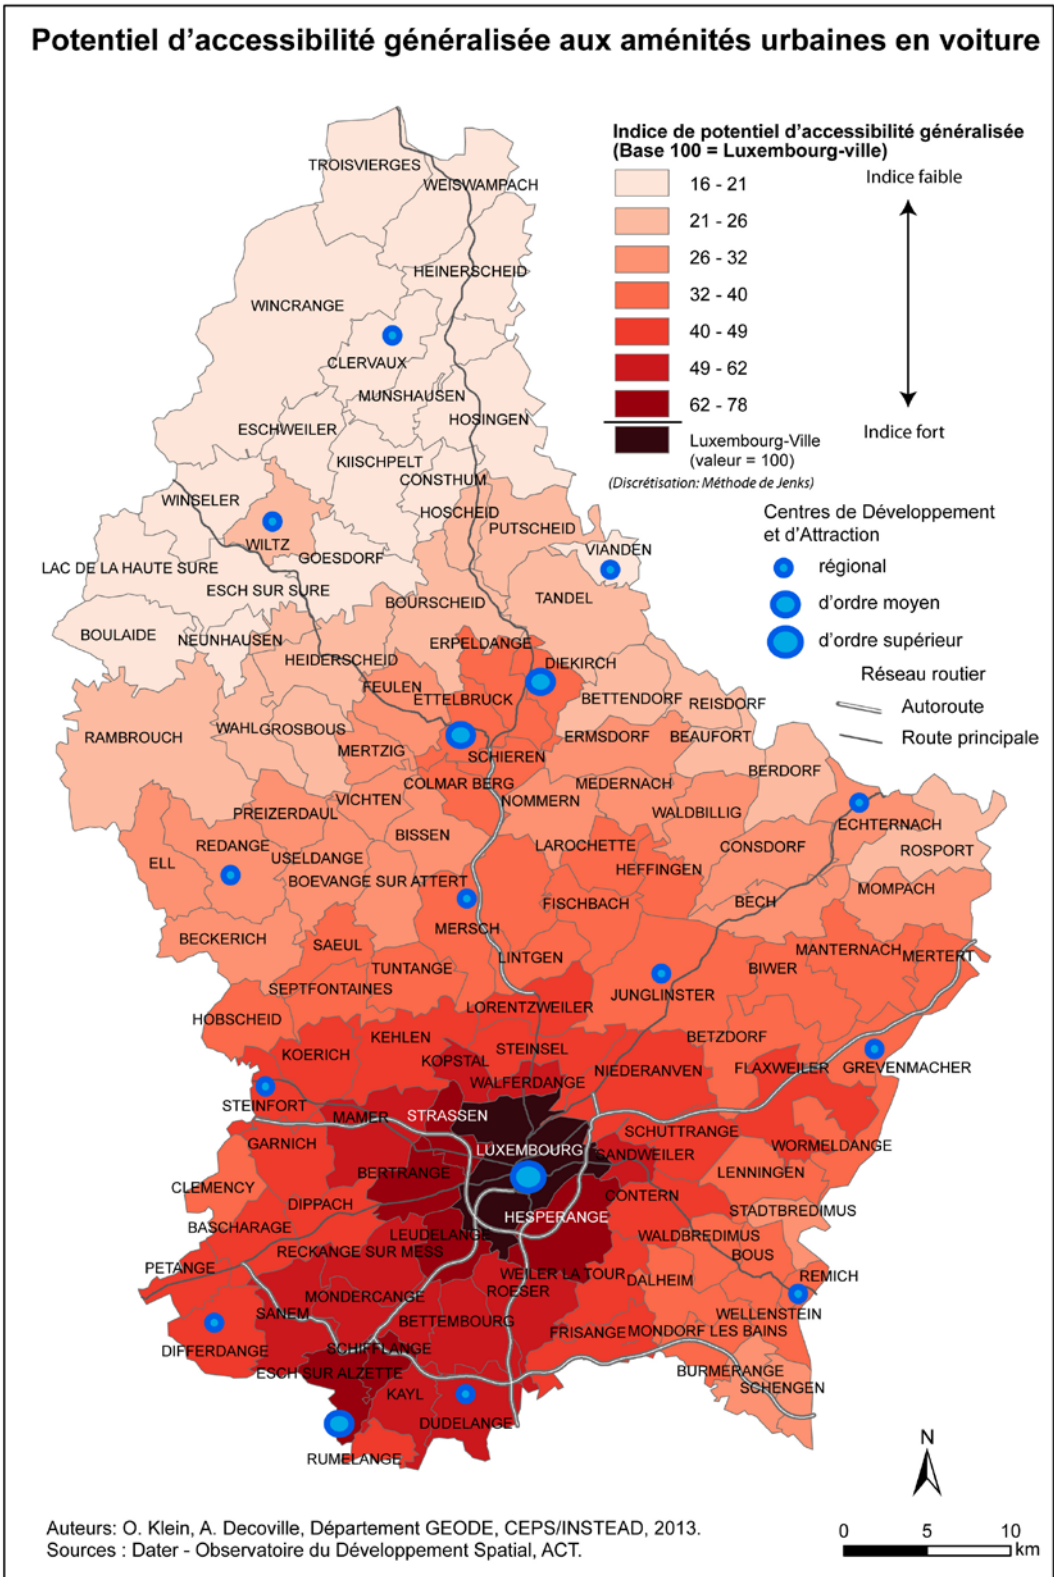 Potentiel d'accessibilité généralisée aux aménités urbaines en voiture
Indice de potentiel d'accessibilité généralisée
(Base 100 = Luxembourg-ville)
16 - 21
21 - 26
26 - 32
32 - 40
40 - 49
49 - 62
62 - 78
Luxembourg-Ville
(valeur = 100)
(Discrétisation: Méthode de Jenks)
Indice faible
Indice fort
Centres de Développement
et d'Attraction
régional
d'ordre moyen
d'ordre supérieur
Réseau routier
Autoroute
Route principale
TROISVIERGES
WEISWAMPACH
HEINERSCHEID
WINCRANGE
CLERVAUX
MUNSHAUSEN
HOSINGEN
ESCHWEILER
KIISCHPELT
CONSTHUM
WINSELER
HOSCHEID
PUTSCHEID
WILTZ
VIANDEN
GOESDORF
LAC DE LA HAUTE SURE
ESCH SUR SURE
TANDEL
BOURSCHEID
BOULAIDE
NEUNHAUSEN
ERPELDANGE
HEIDERSCHEID
DIEKIRCH
FEULEN
ETTELBRUCK
BETTENDORF
REISDORF
RAMBROUCH
WAHL
GROSBOUS
MERTZIG
ERMSDORF
BEAUFORT
SCHIEREN
BERDORF
COLMAR BERG
MEDERNACH
VICHTEN
NOMMERN
WALDBILLIG
PREIZERDAUL
ECHTERNACH
BISSEN
REDANGE
LAROCHETTE
CONSDORF
ROSPORT
ELL
USELDANGE
HEFFINGEN
BOEVANGE SUR ATTERT
MOMPACH
FISCHBACH
BECH
MERSCH
BECKERICH
SAEUL
LINTGEN
MANTERNACH
MERTERT
TUNTANGE
BIWER
SEPTFONTAINES
JUNGLINSTER
LORENTZWEILER
HOBSCHEID
KEHLEN
BETZDORF
KOERICH
STEINSEL
KOPSTAL
NIEDERANVEN
FLAXWEILER
GREVENMACHER
WALFERDANGE
STEINFORT
MAMER
STRASSEN
SCHUTTRANGE
GARNICH
LUXEMBOURG
SANDWEILER
WORMELDANGE
BERTRANGE
LENNINGEN
CLEMENCY
CONTERN
DIPPACH
STADTBREDIMUS
HESPERANGE
BASCHARAGE
LEUDELANGE
WALDBREDIMUS
RECKANGE SUR MESS
BOUS
PETANGE
WEILER LA TOUR
DALHEIM
REMICH
ROESER
MONDERCANGE
SANEM
BETTEMBOURG
WELLENSTEIN
FRISANGE
MONDORF LES BAINS
DIFFERDANGE
SCHIFFLANGE
ESCH SUR ALZETTE
BURMERANGE
KAYL
SCHENGEN
DUDELANGE
RUMELANGE
N
Auteurs: O. Klein, A. Decoville, Département GEODE, CEPS/INSTEAD, 2013.
Sources : Dater - Observatoire du Développement Spatial, ACT.
0 5 10
km